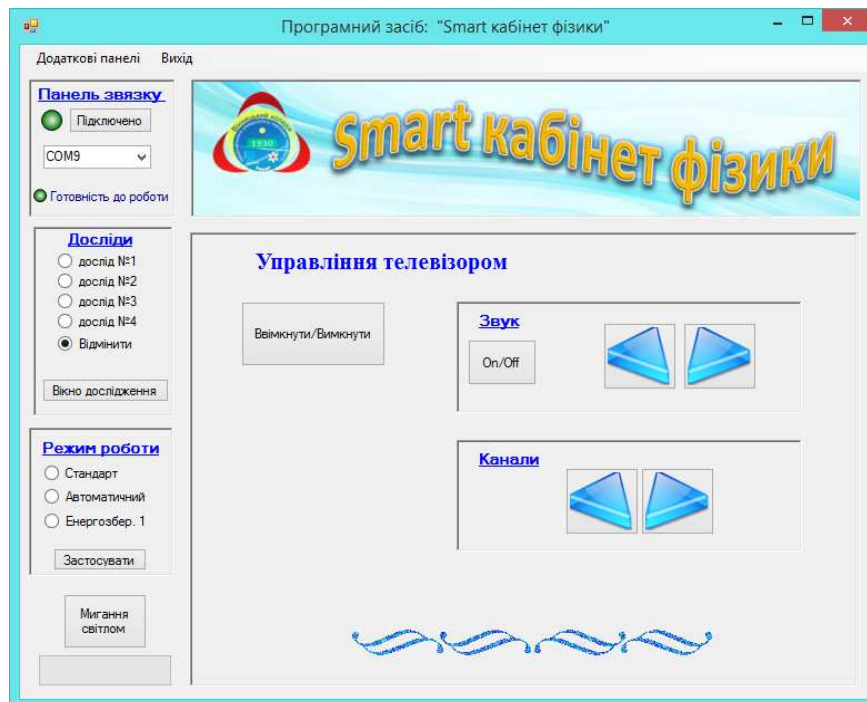 Програмний засіб: "Smart кабінет фізики"
Додаткові панелі Вихід
Панель звязку
Підключено
COM9
Готовність до роботи
Smart кабінет фізики
1930
Досліди
дослід №1
дослід №2
дослід №3
дослід №4
Відмінити
Вікно дослідження
Режим роботи
Стандарт
Автоматичний
Енергозбер. 1
Застосувати
Мигання
світлом
Управління телевізором
Ввімкнути/Вимкнути
Звук
On/Off
Канали